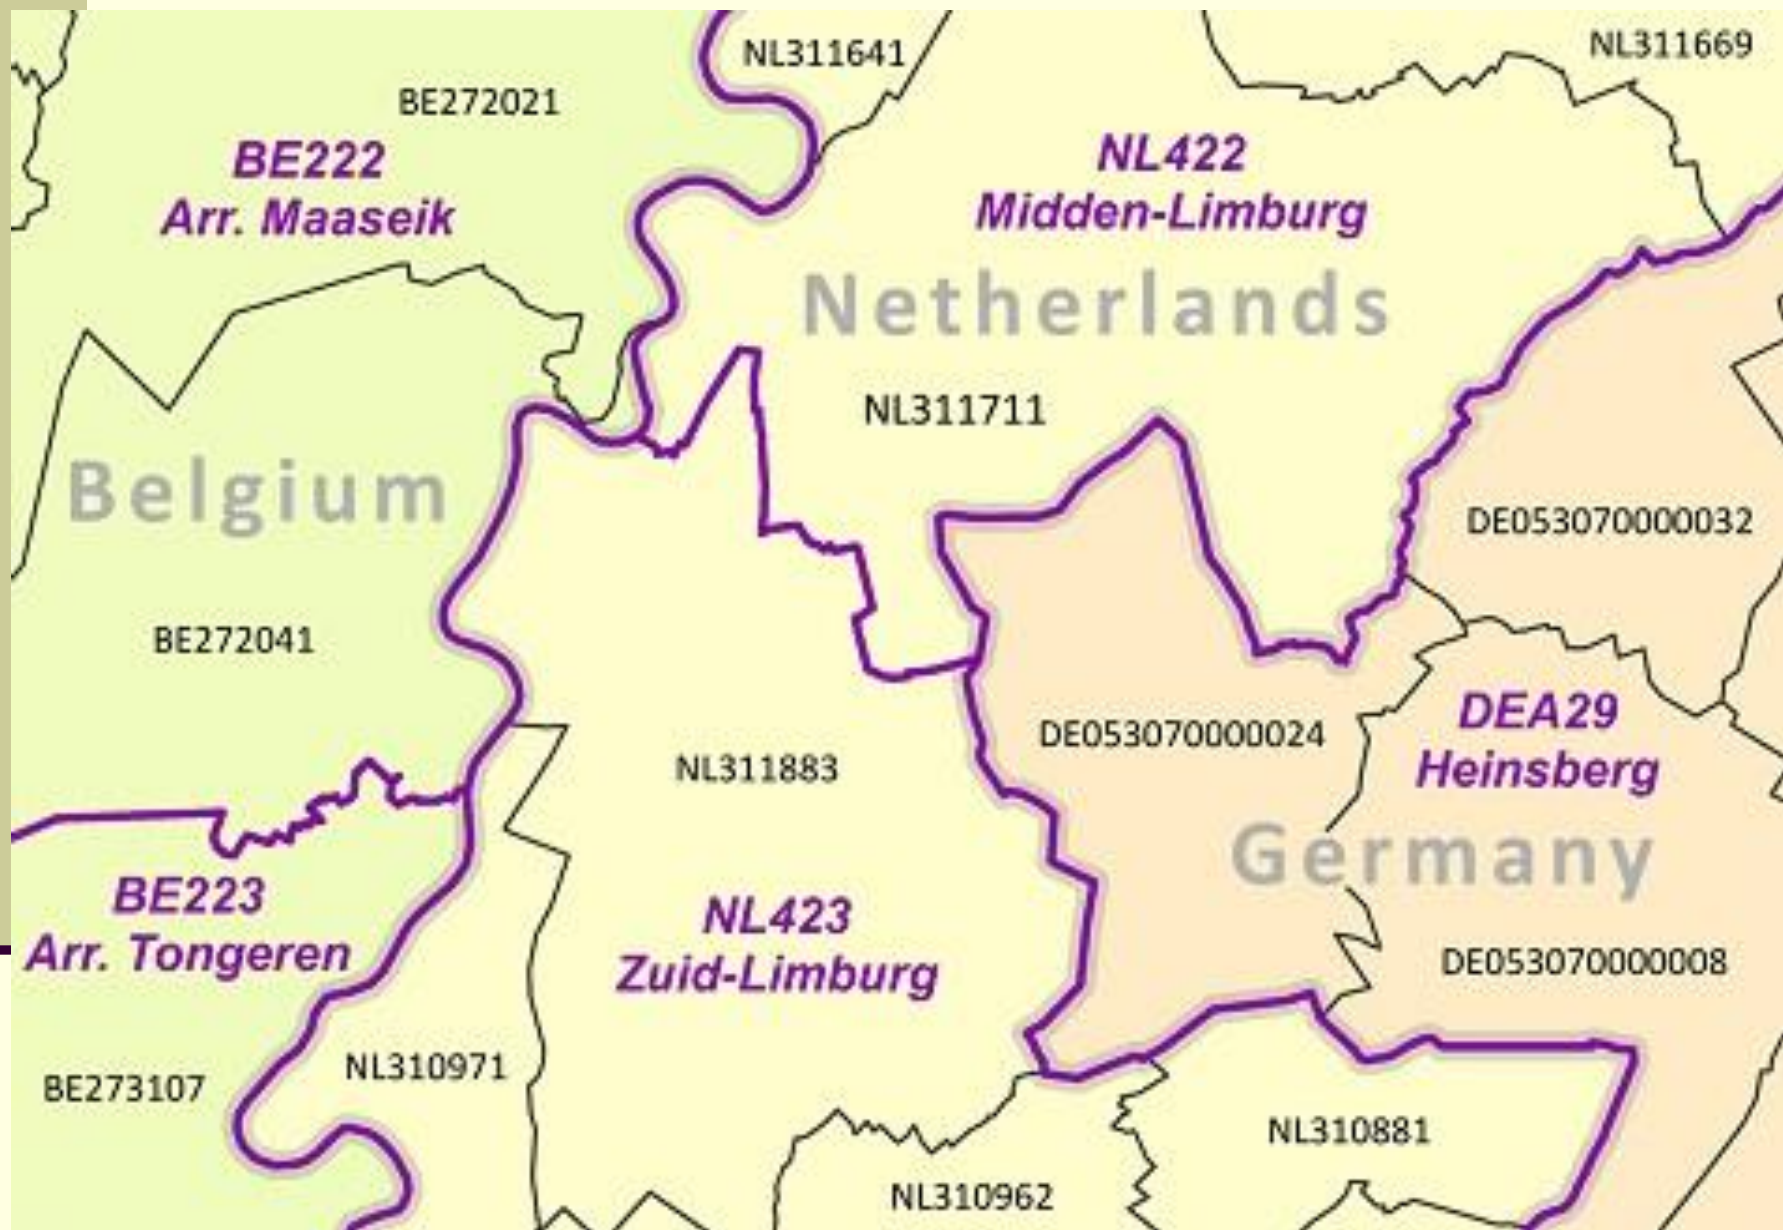 NL311641
NL311669
BE272021
BE222
Arr. Maaseik
NL422
Midden-Limburg
Netherlands
NL311711
Belgium
DE053070000032
BE272041
DE053070000024
DEA29
Heinsberg
NL311883
Germany
BE223
Arr. Tongeren
NL423
Zuid-Limburg
DE053070000008
BE273107
NL310971
NL310881
NL310962